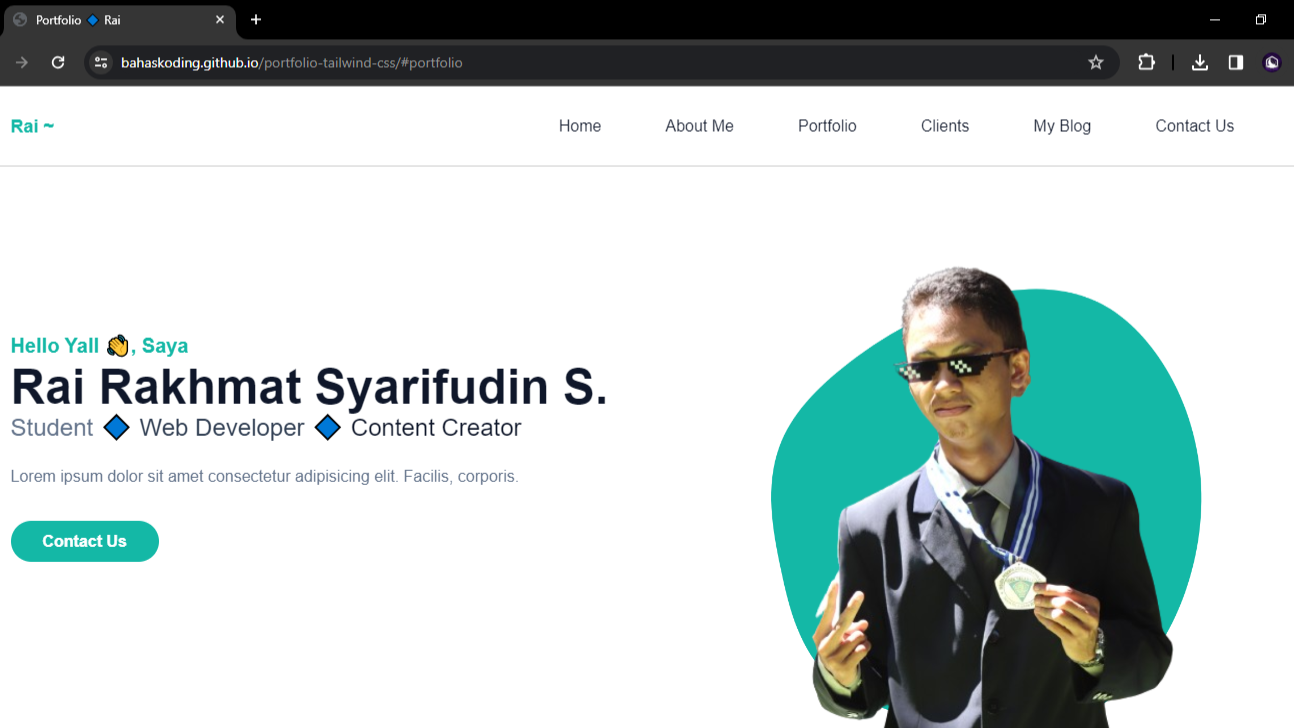 Portfolio 🔷 Rai
bahaskoding.github.io/portfolio-tailwind-css/#portfolio
Rai ~
Home
About Me
Portfolio
Clients
My Blog
Contact Us
Hello Yall 👋, Saya
Rai Rakhmat Syarifudin S.
Student 🔷 Web Developer 🔷 Content Creator
Lorem ipsum dolor sit amet consectetur adipisicing elit. Facilis, corporis.
Contact Us